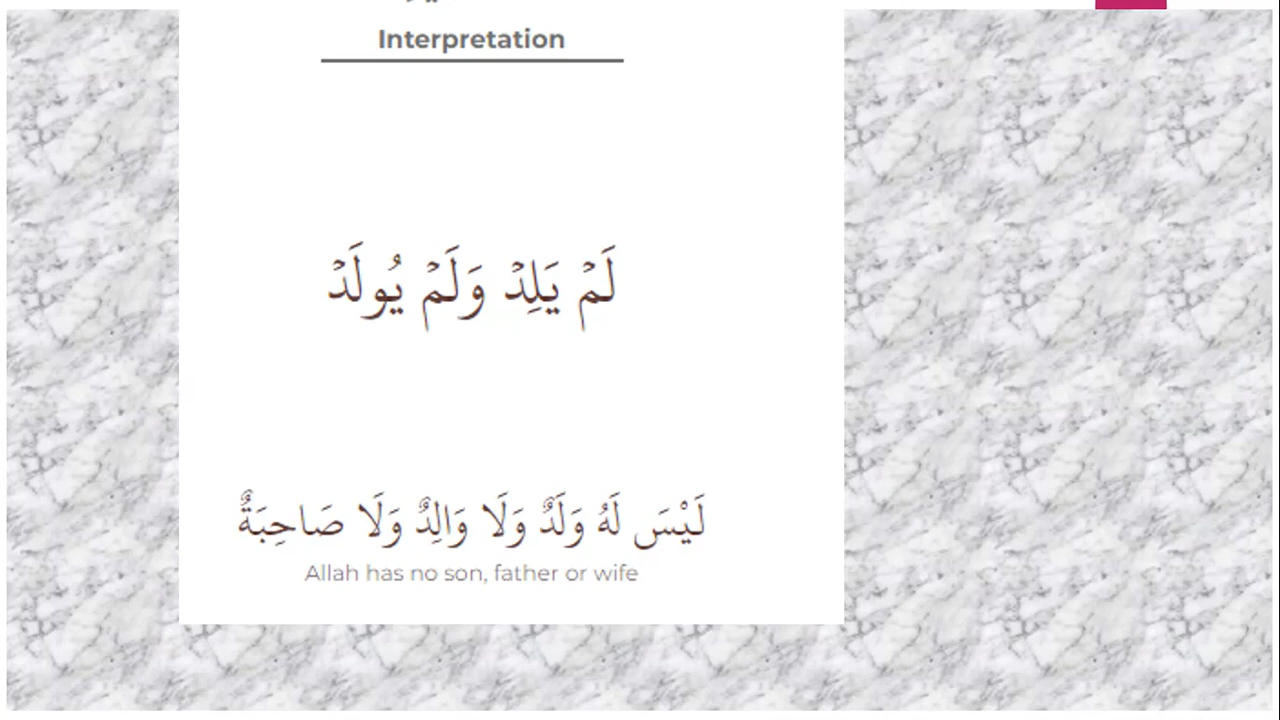 Interpretation
لَمۡ يَلِدۡ وَلَمۡ يُولَدۡ
لَيْسَ لَهُ وَلَدٌ وَلَا وَالِدٌ وَلَا صَاحِبَةٌ
Allah has no son, father or wife